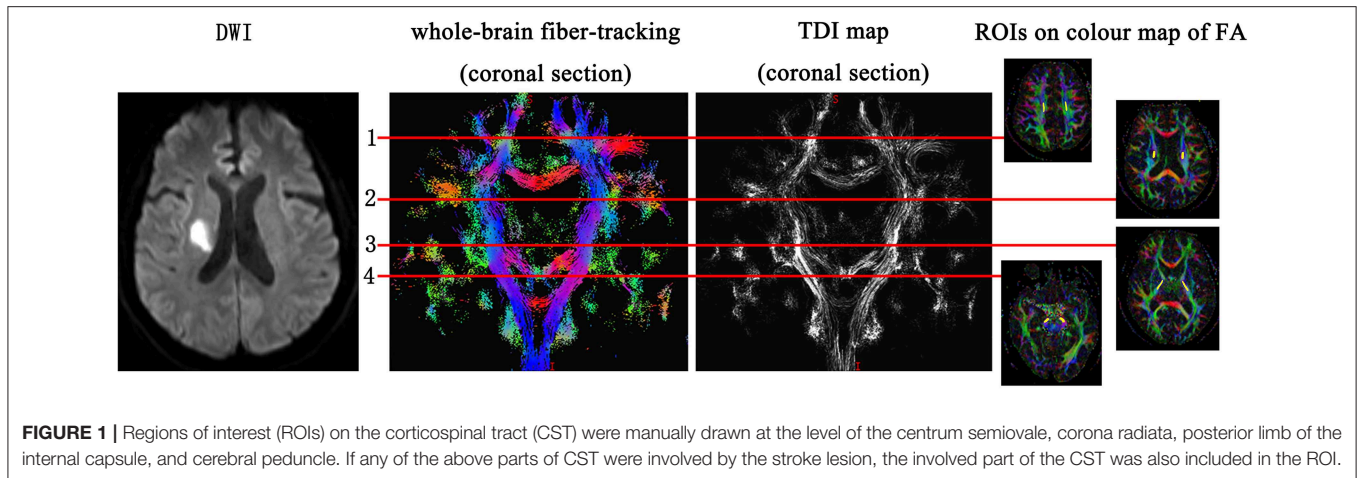 DWI
whole-brain fiber-tracking
(coronal section)
TDI map
(coronal section)
ROIs on colour map of FA
S
S
1
2
3
4
I
I
FIGURE 1 | Regions of interest (ROIs) on the corticospinal tract (CST) were manually drawn at the level of the centrum semiovale, corona radiata, posterior limb of the
internal capsule, and cerebral peduncle. If any of the above parts of CST were involved by the stroke lesion, the involved part of the CST was also included in the ROI.